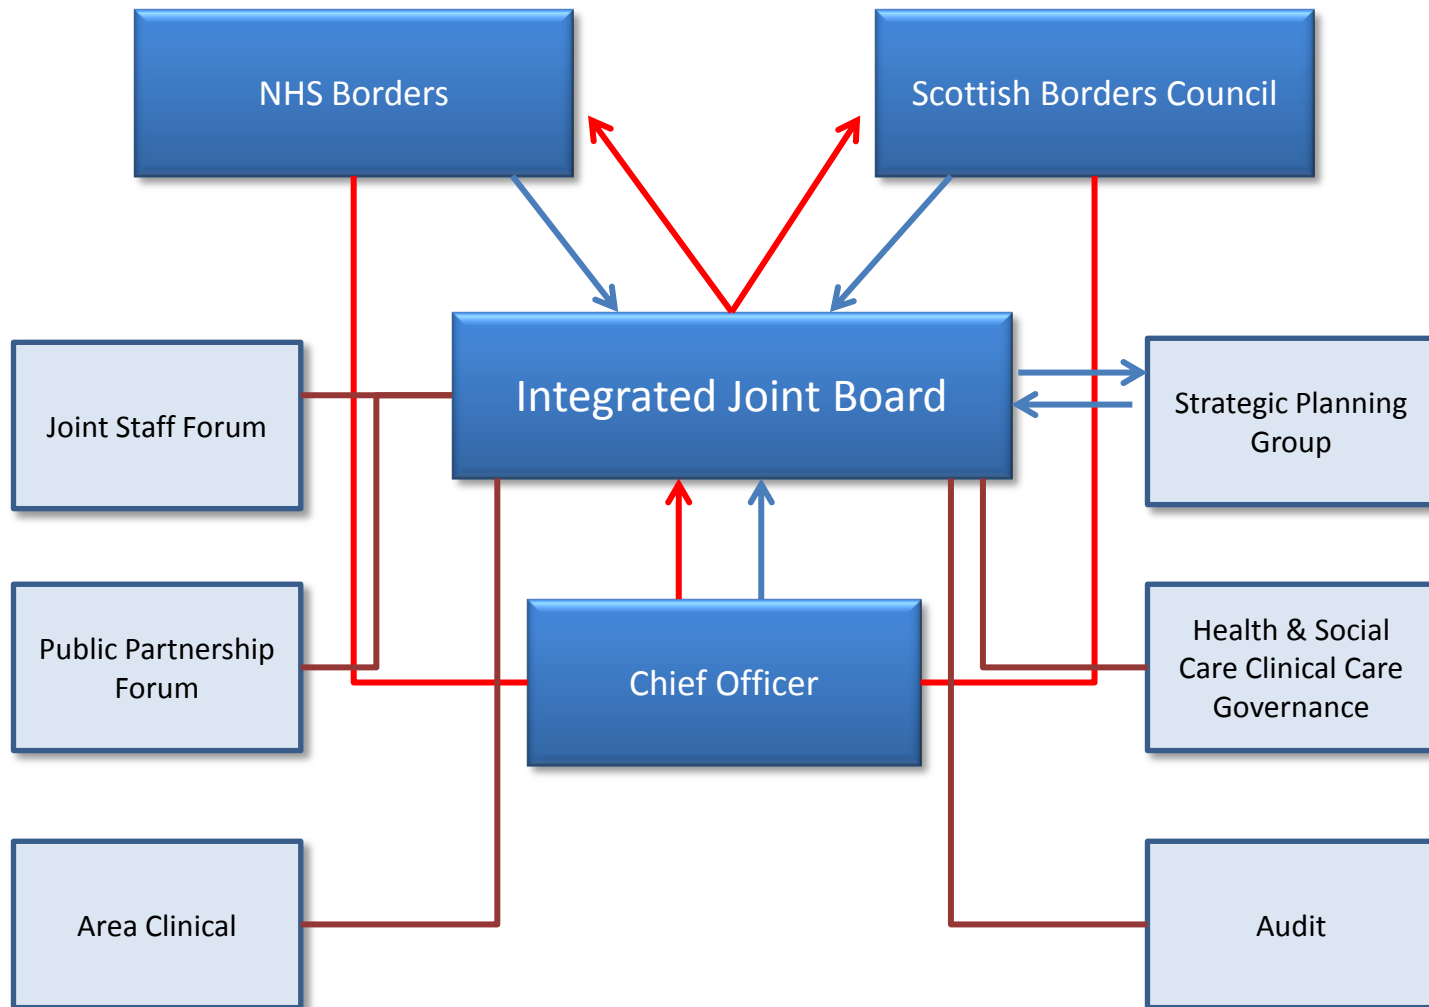 NHS Borders
Scottish Borders Council
Integrated Joint Board
Joint Staff Forum
Strategic Planning
Group
Public Partnership
Forum
Chief Officer
Health & Social
Care Clinical Care
Governance
Area Clinical
Audit